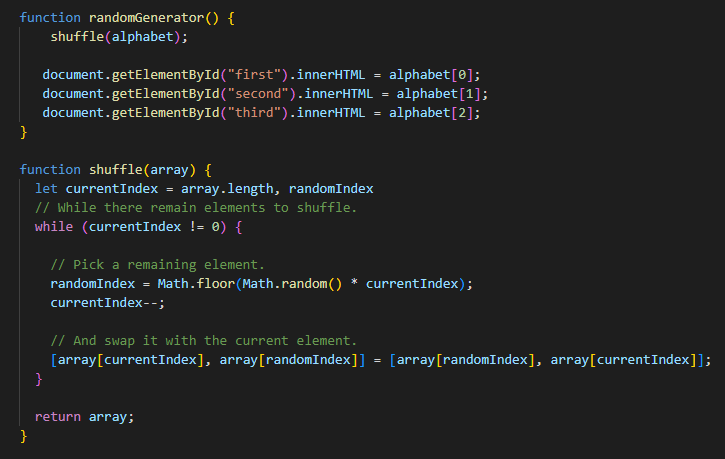 function randomGenerator() {
    shuffle(alphabet);

   document.getElementById("first").innerHTML = alphabet[0];
   document.getElementById("second").innerHTML = alphabet[1];
   document.getElementById("third").innerHTML = alphabet[2];
}

function shuffle(array) {
  let currentIndex = array.length, randomIndex
  // While there remain elements to shuffle.
  while (currentIndex != 0) {

    // Pick a remaining element.
    randomIndex = Math.floor(Math.random() * currentIndex);
    currentIndex--;

    // And swap it with the current element.
    [array[currentIndex], array[randomIndex]] = [array[randomIndex], array[currentIndex]];
  }

  return array;
}